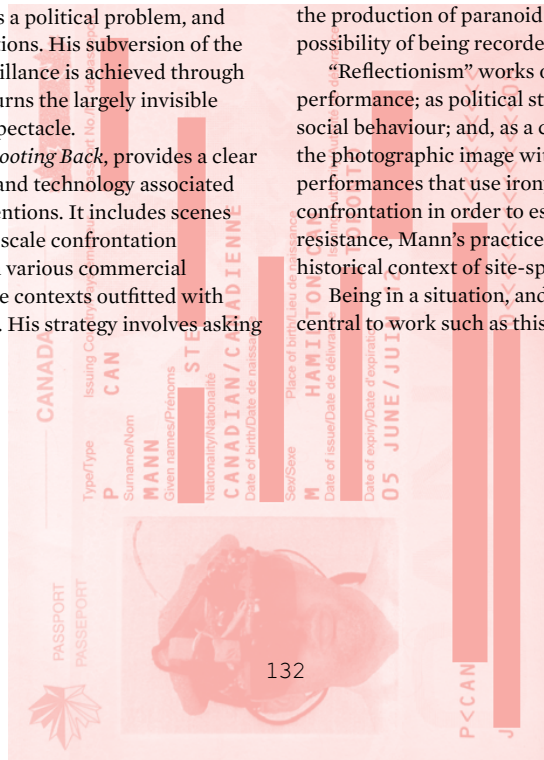 s a political problem, and
tions. His subversion of the
illance is achieved through
urns the largely invisible
pectacle.
ooting Back, provides a clear
and technology associated
entions. It includes scenes
scale confrontation
various commercial
e contexts outfitted with
. His strategy involves asking
the production of paranoid
possibility of being recorde
“Reflectionism” works o
performance; as political st
social behaviour; and, as a c
the photographic image wit
performances that use iron
confrontation in order to es
resistance, Mann’s practice
historical context of site-sp
Being in a situation, and
central to work such as this
PASSPORT
PASSEPORT
CANADA
Type/Type
P
Issuing Country/Pays
CAN
Surname/Nom
MANN
Given names/Prénoms
STE
Nationality/Nationalité
CANADIAN/CANADIENNE
Date of birth/Date de naissance
Sex/Sexe
M
Place of birth/Lieu de naissance
HAMILTON CAN
Date of issue/Date de délivrance
TORONTO
Date of expiry/Date d'expiration
05 JUNE/JUIN 12
P<CAN
J
132